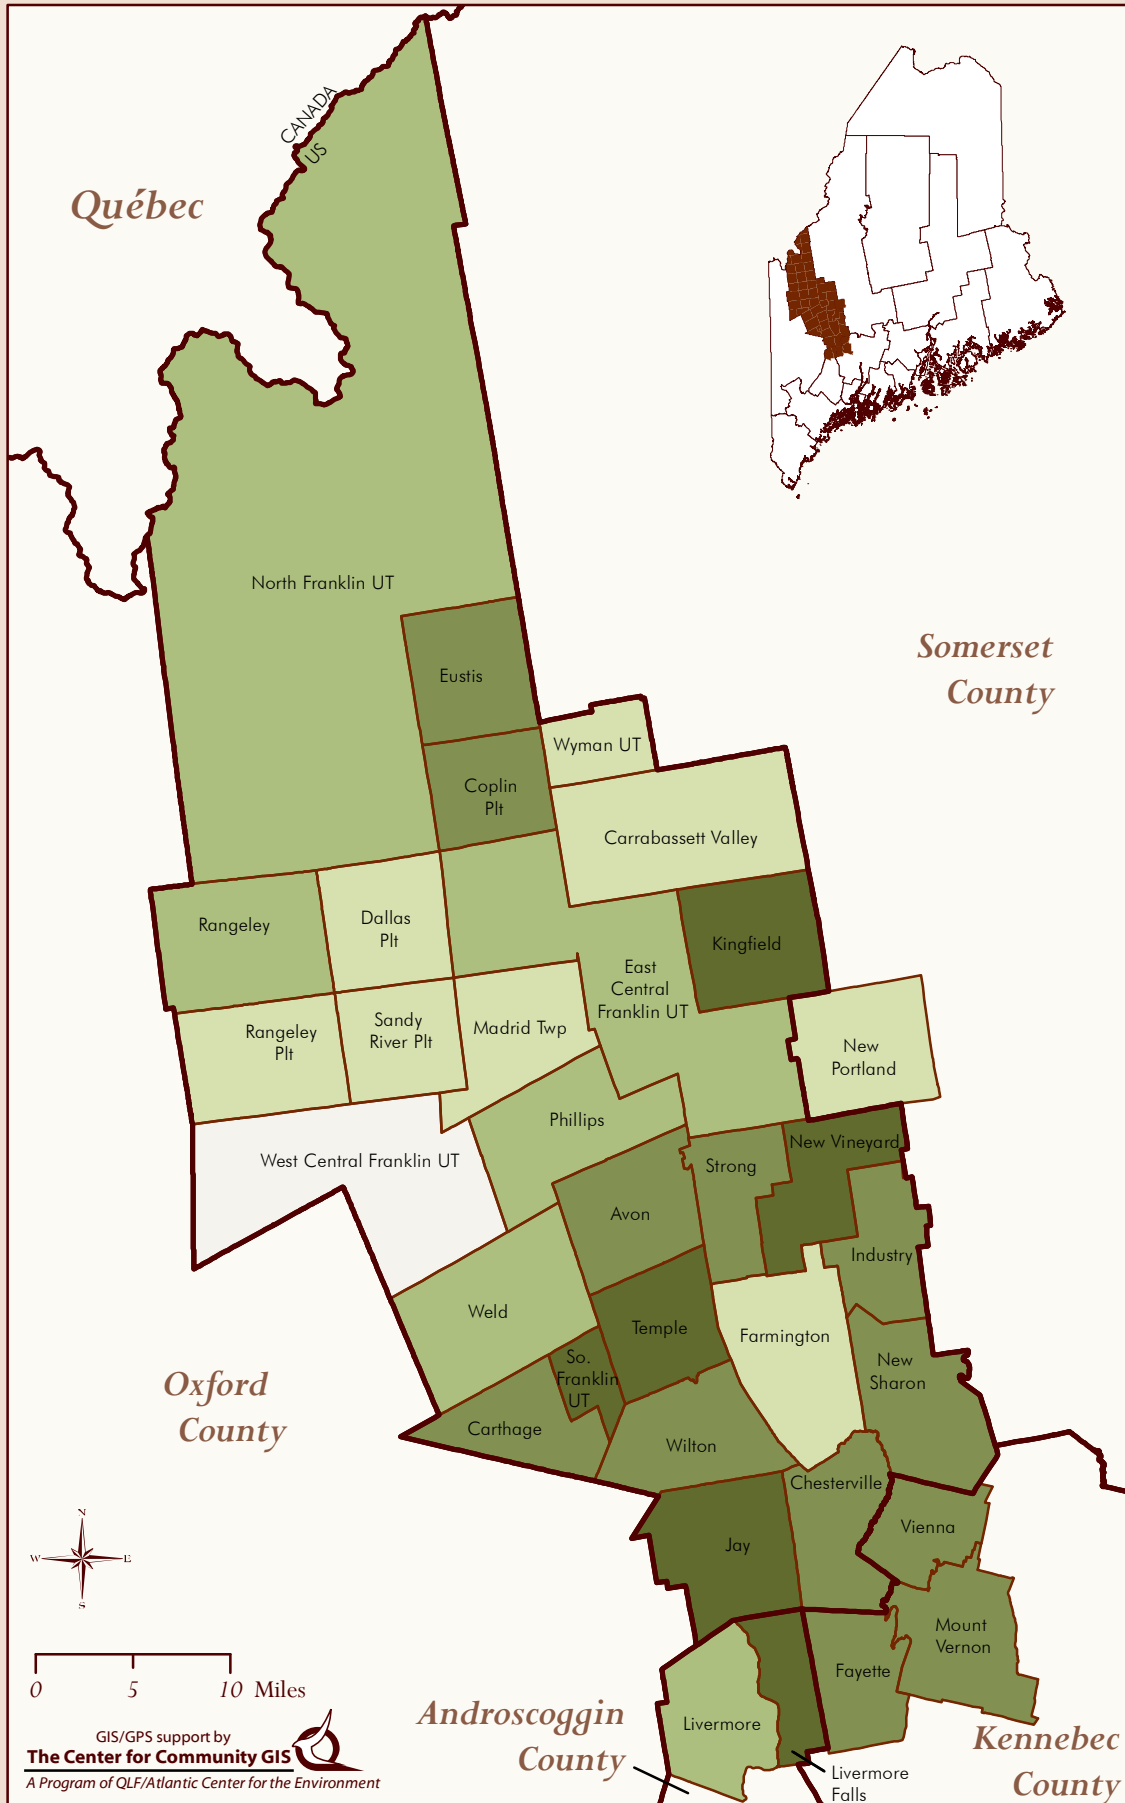 CANADA
US
Québec
North Franklin UT
Somerset
County
Eustis
Wyman UT
Coplin
Plt
Carrabassett Valley
Rangeley
Dallas
Plt
Kingfield
East
Central
Franklin UT
Rangeley
Plt
Sandy
River Plt
Madrid Twp
New
Portland
Phillips
West Central Franklin UT
New Vineyard
Strong
Avon
Industry
Weld
Temple
Farmington
So.
Franklin
UT
New
Sharon
Oxford
County
Carthage
Wilton
Chesterville
N
W
E
S
Jay
Vienna
Mount
Vernon
Fayette
0 5 10 Miles
Androscoggin
County
Livermore
Livermore
Falls
Kennebec
County
GIS/GPS support by
The Center for Community GIS
A Program of QLF/Atlantic Center for the Environment